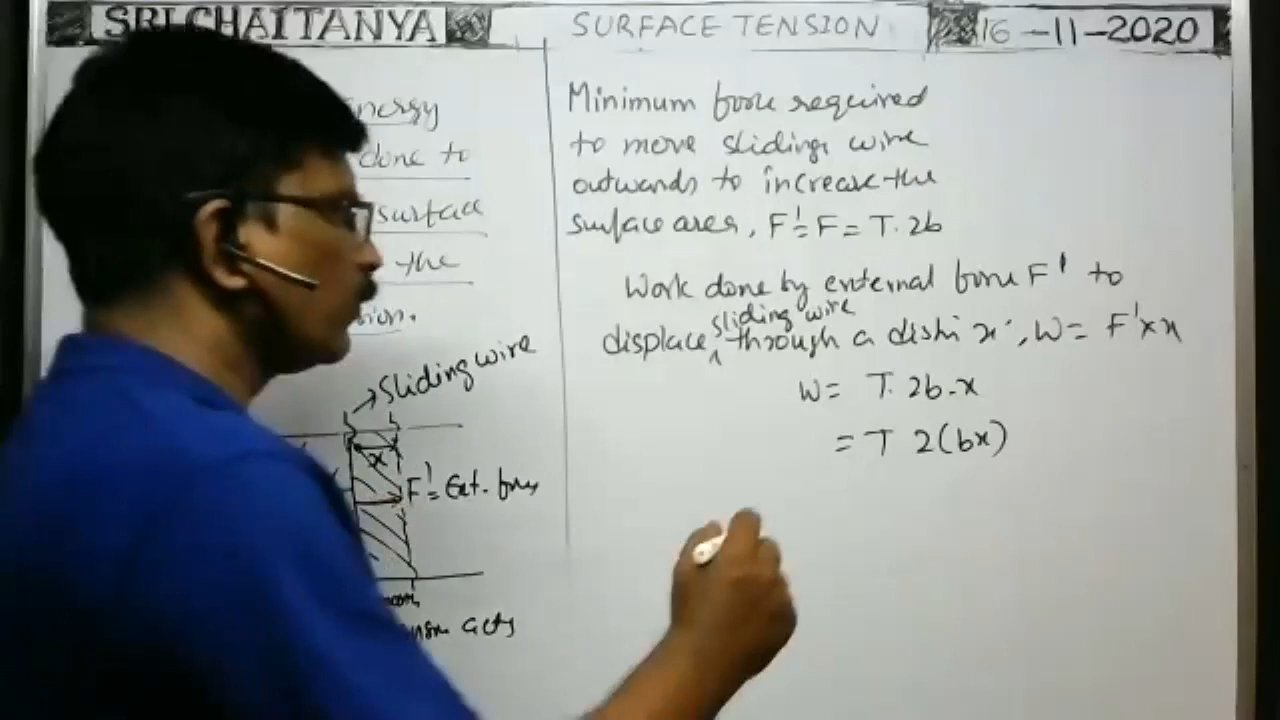 SRI CHAITANYA
SURFACE TENSION
16-11-2020
Energy
done to
surface
the
sion.
→ Sliding wire
x
F' = Ext. force
acts
Minimum force required
to move sliding wire
outwards to increase the
surface area, F' = F = T. 2b
Work done by external force F' to
sliding wire
displace ^ through a dist. x', W = F' x x
W = T. 2b. x
= T 2(bx)